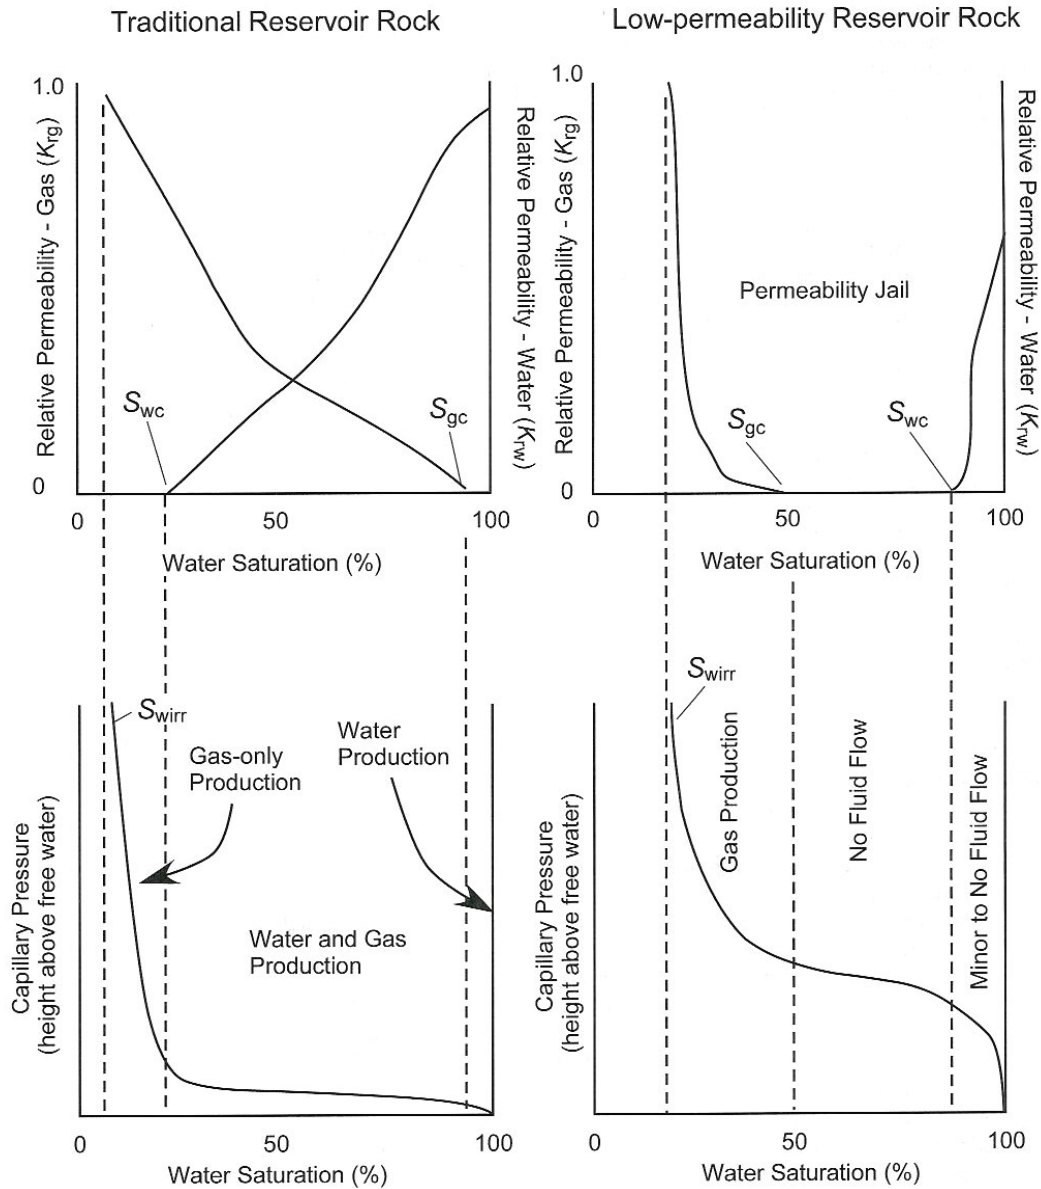 Traditional Reservoir Rock
1.0
Relative Permeability - Gas (Krg)
0
Swc
Sgc
Relative Permeability - Water (Krw)
0
50
100
Water Saturation (%)
Low-permeability Reservoir Rock
1.0
Relative Permeability - Gas (Krg)
0
Permeability Jail
Sgc
Swc
Relative Permeability - Water (Krw)
0
50
100
Water Saturation (%)
Capillary Pressure
(height above free water)
Swirr
Gas-only
Production
Water
Production
Water and Gas
Production
0
50
100
Water Saturation (%)
Capillary Pressure
(height above free water)
Swirr
Gas Production
No Fluid Flow
Minor to No Fluid Flow
0
50
100
Water Saturation (%)